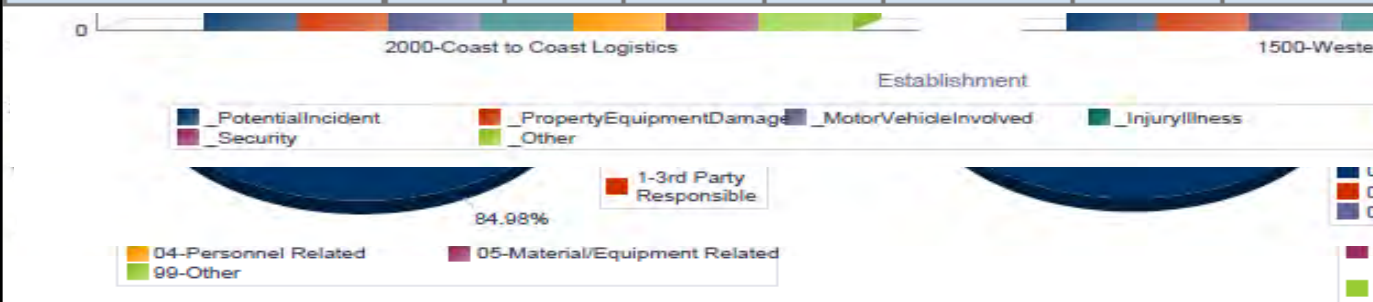 0
2000-Coast to Coast Logistics 1500-Weste
Establishment
_PotentialIncident _PropertyEquipmentDamage _MotorVehicleInvolved _InjuryIllness
_Security _Other
1-3rd Party
Responsible
84.98%
04-Personnel Related 05-Material/Equipment Related
99-Other